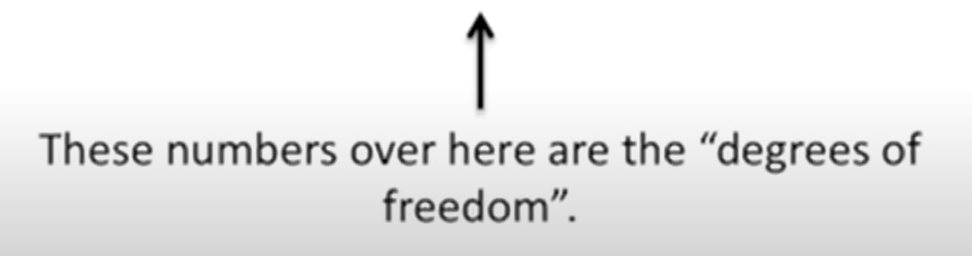 These numbers over here are the “degrees of
freedom”.